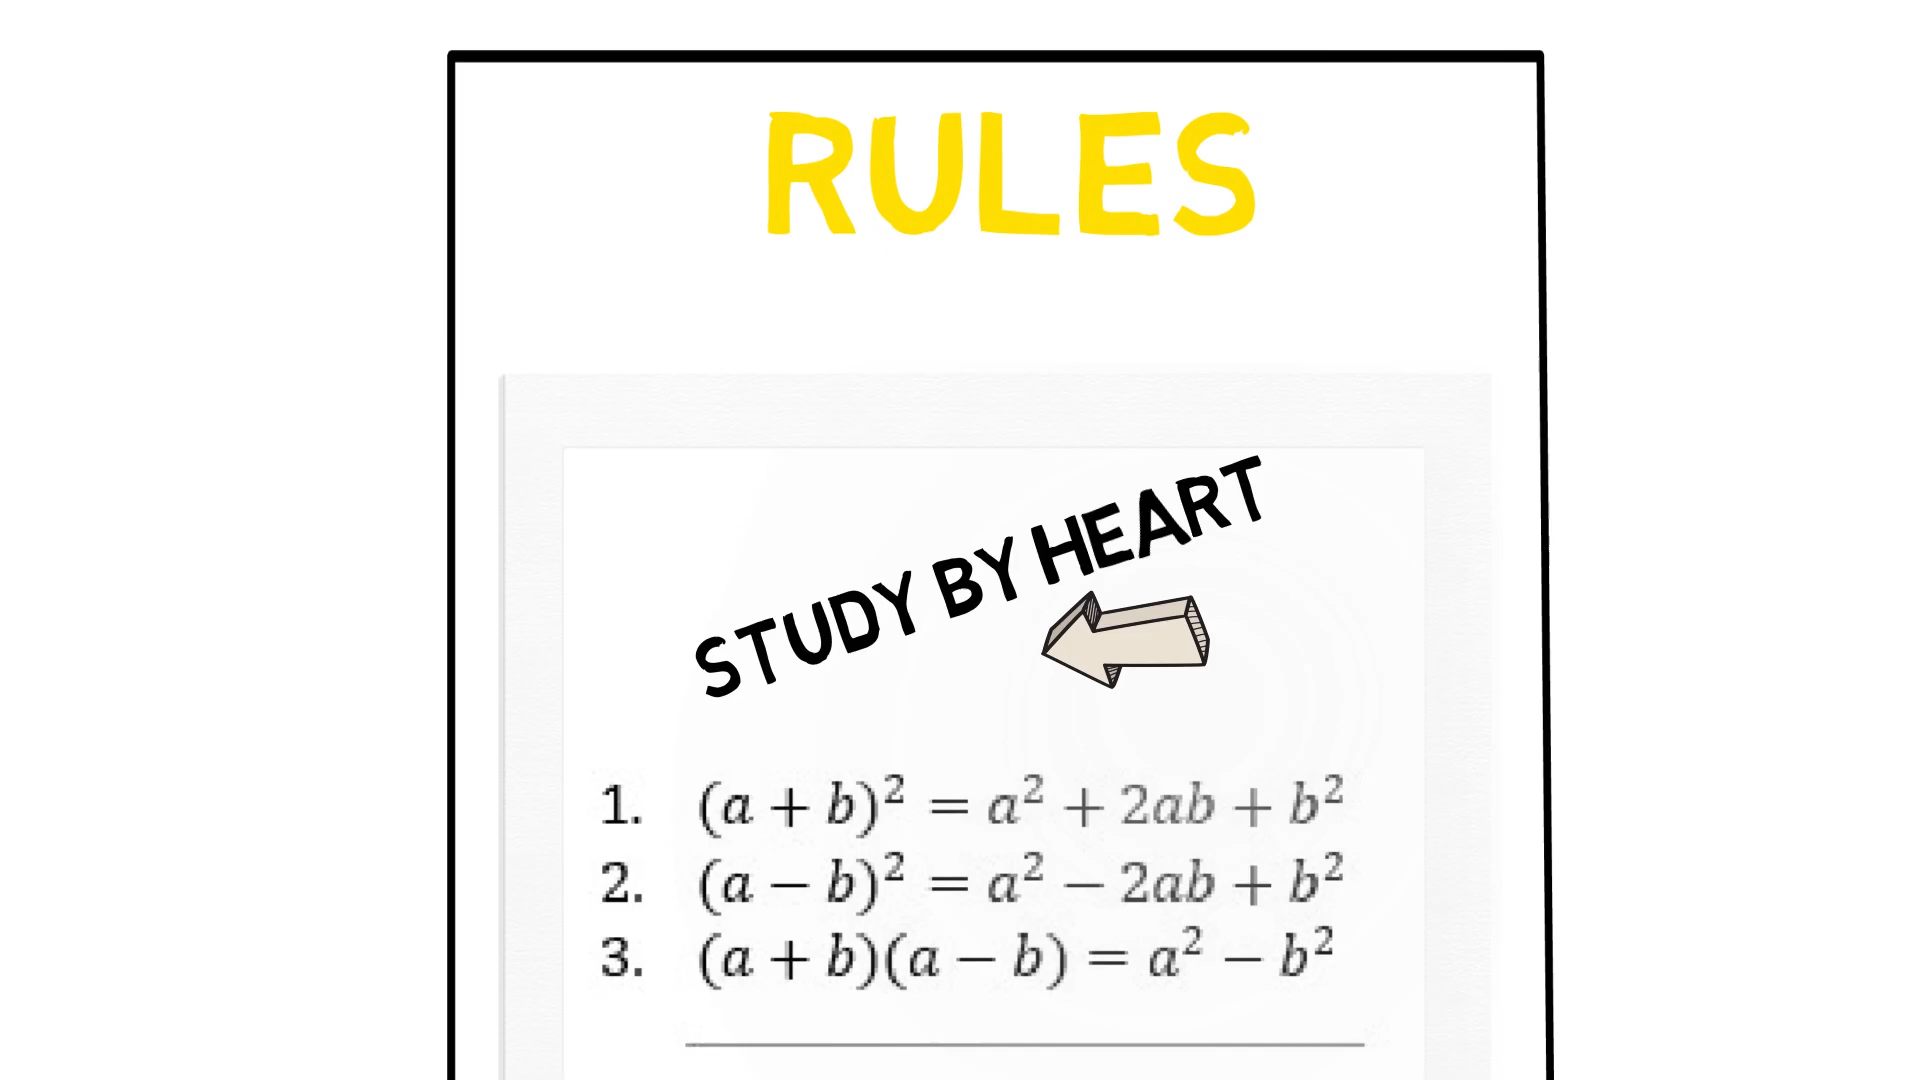 RULES
STUDY BY HEART
1. (a + b)² = a² + 2ab + b²
2. (a − b)² = a² − 2ab + b²
3. (a + b)(a − b) = a² − b²